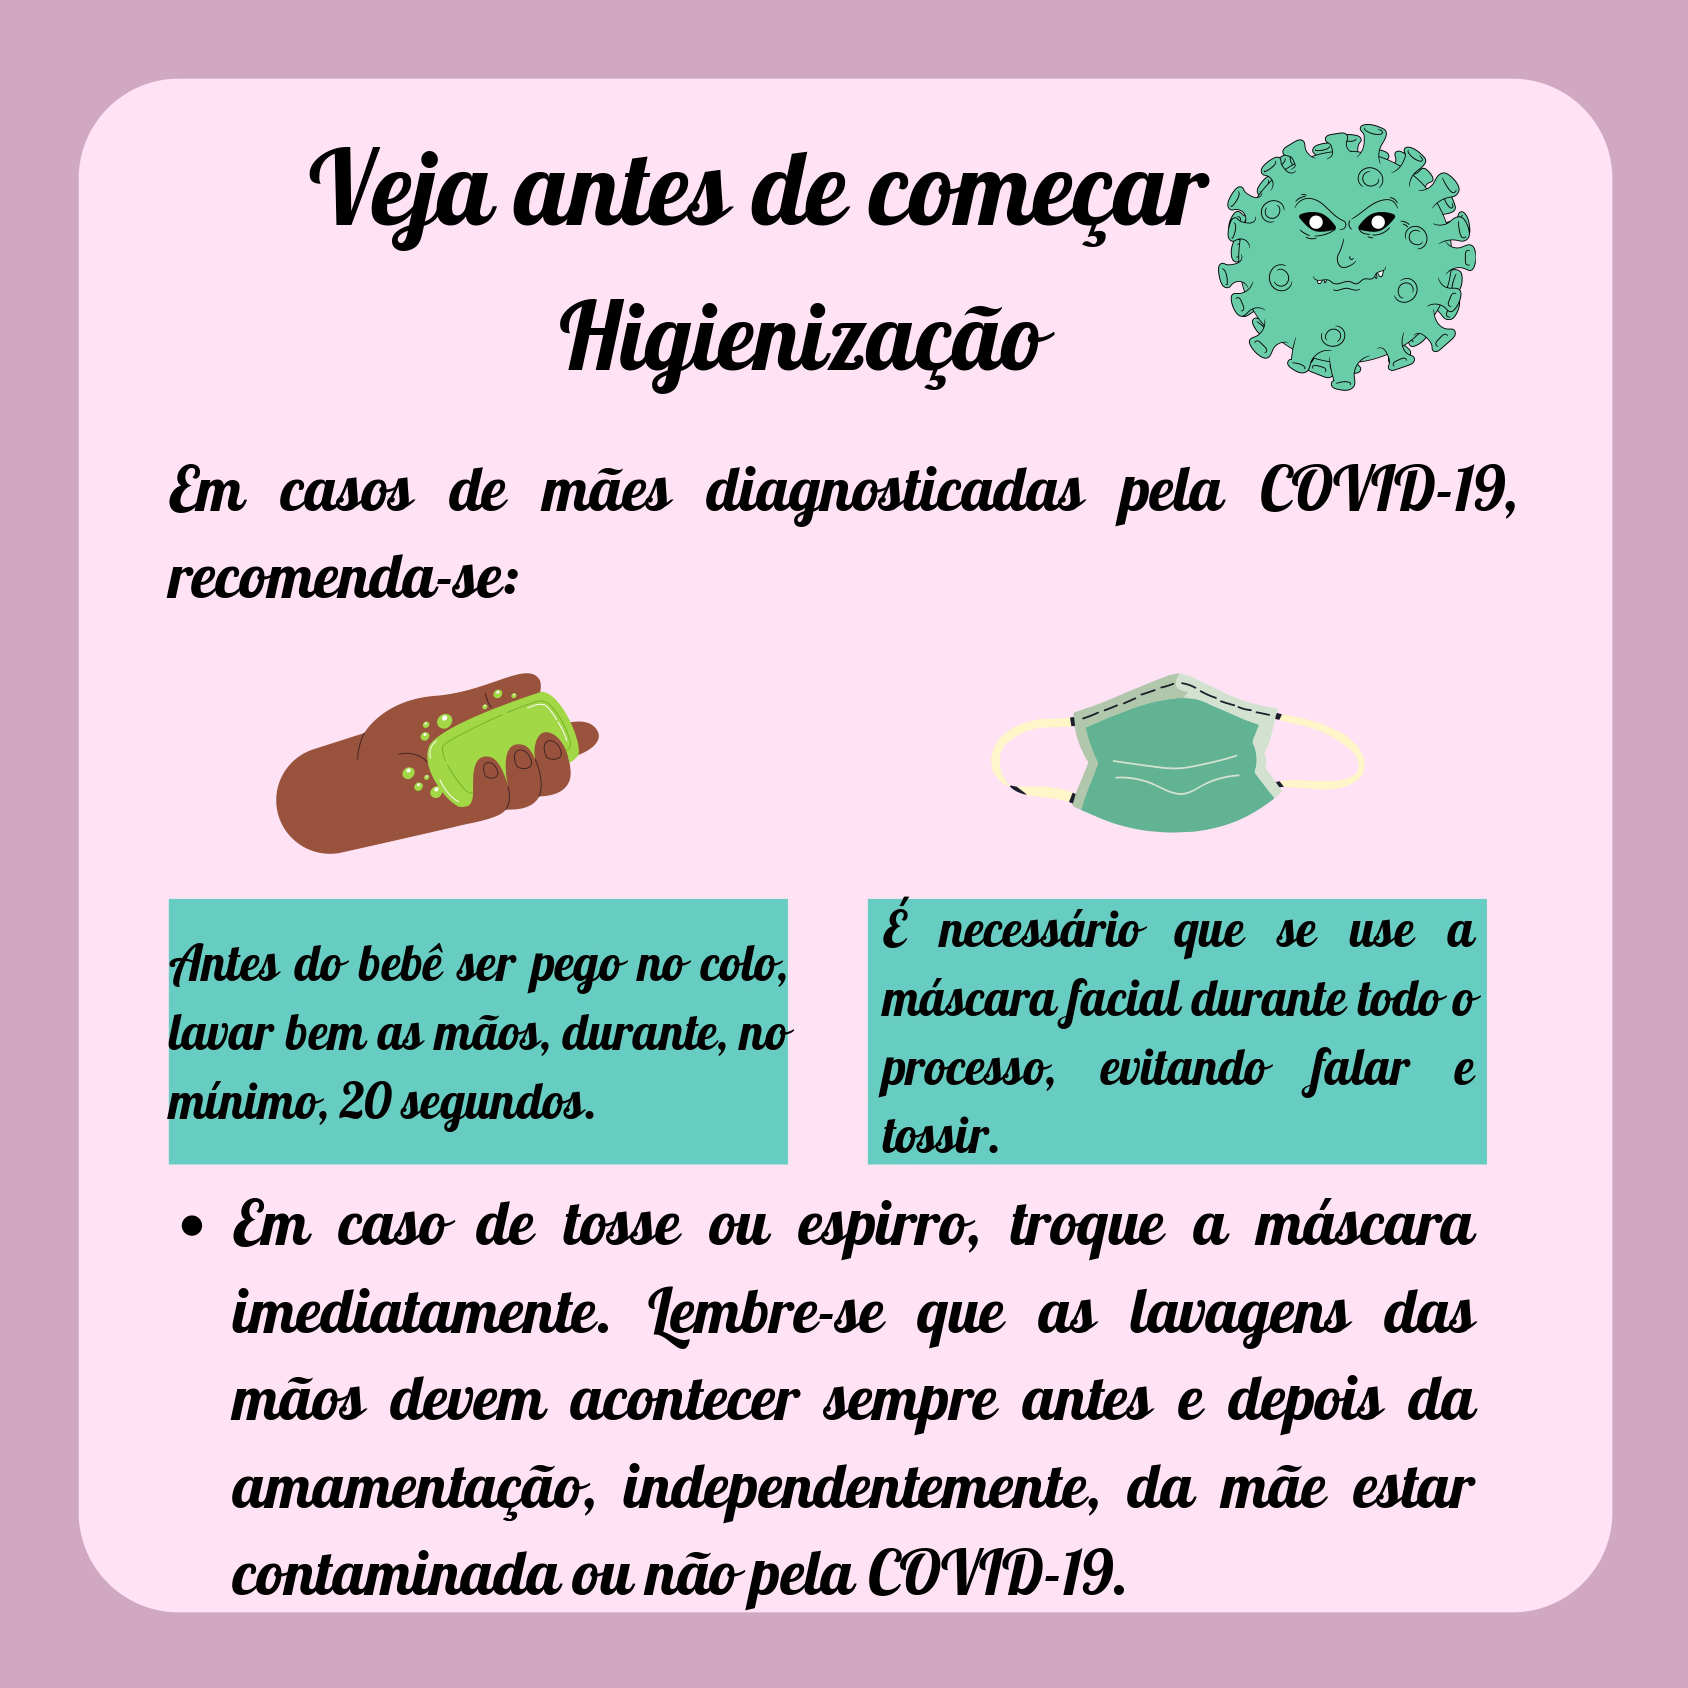 Veja antes de começar
Higienização
Em casos de mães diagnosticadas pela COVID-19,
recomenda-se:
Antes do bebê ser pego no colo,
lavar bem as mãos, durante, no
mínimo, 20 segundos.
É necessário que se use a
máscara facial durante todo o
processo, evitando falar e
tossir.
• Em caso de tosse ou espirro, troque a máscara
imediatamente. Lembre-se que as lavagens das
mãos devem acontecer sempre antes e depois da
amamentação, independentemente, da mãe estar
contaminada ou não pela COVID-19.